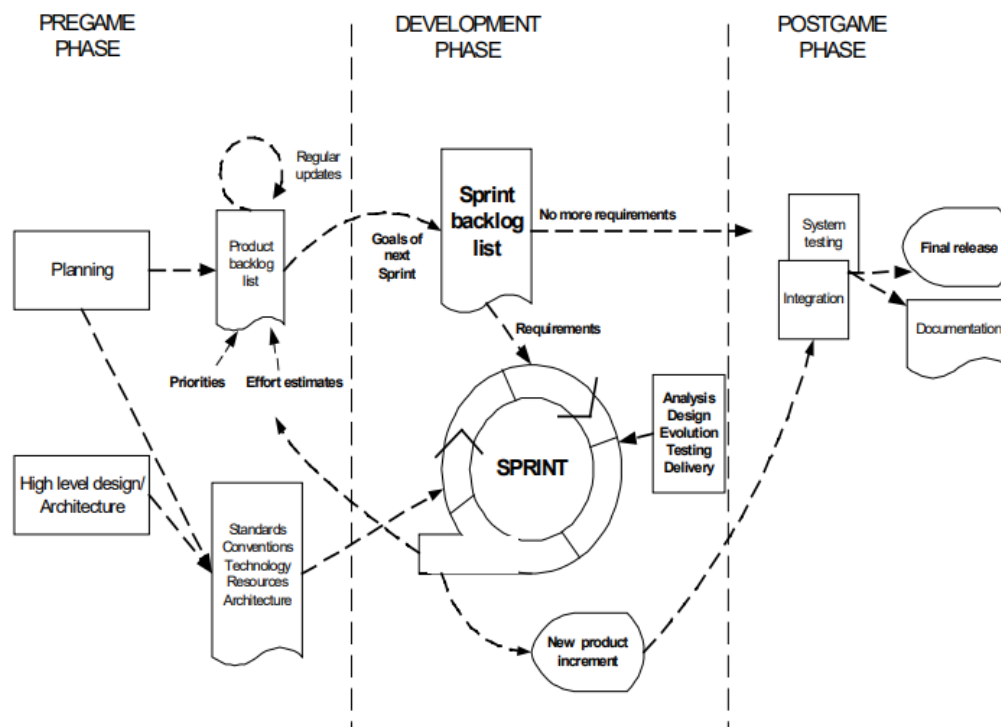 PREGAME
PHASE
DEVELOPMENT
PHASE
POSTGAME
PHASE
Regular
updates
Planning
Product
backlog
list
Priorities
Effort estimates
High level design/
Architecture
Standards
Conventions
Technology
Resources
Architecture
Goals of
next
Sprint
Sprint
backlog
list
No more requirements
Requirements
SPRINT
Analysis
Design
Evolution
Testing
Delivery
New product
increment
System
testing
Integration
Final release
Documentation